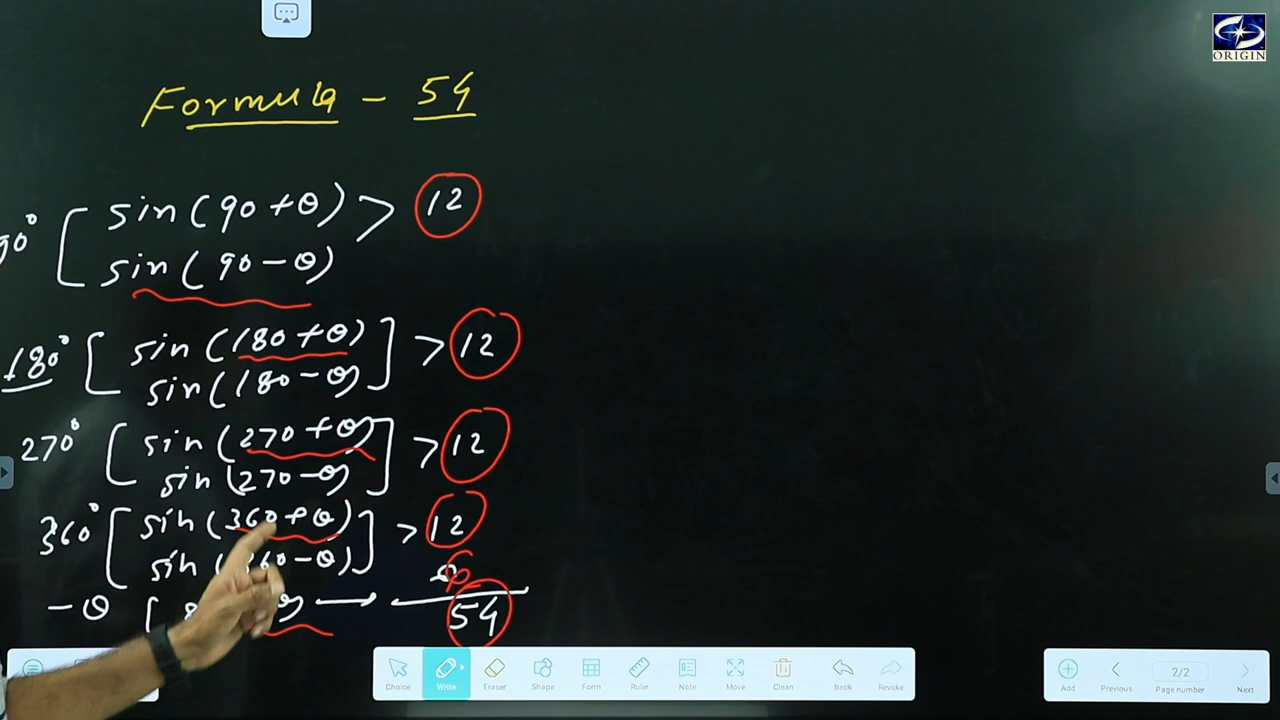 ORIGIN
Formula - 54
90° [ sin(90+θ) > 12
sin(90-θ)
180° [ sin(180+θ) ] > 12
sin(180-θ)
270° [ sin(270+θ) ] > 12
sin(270-θ)
360° [ sin(360+θ) ] > 12
sin(360-θ)
-θ [
54
Choice Write Eraser Shape Form Ruler Note Move Clean back Revoke
Add Previous 2/2 Page number Next